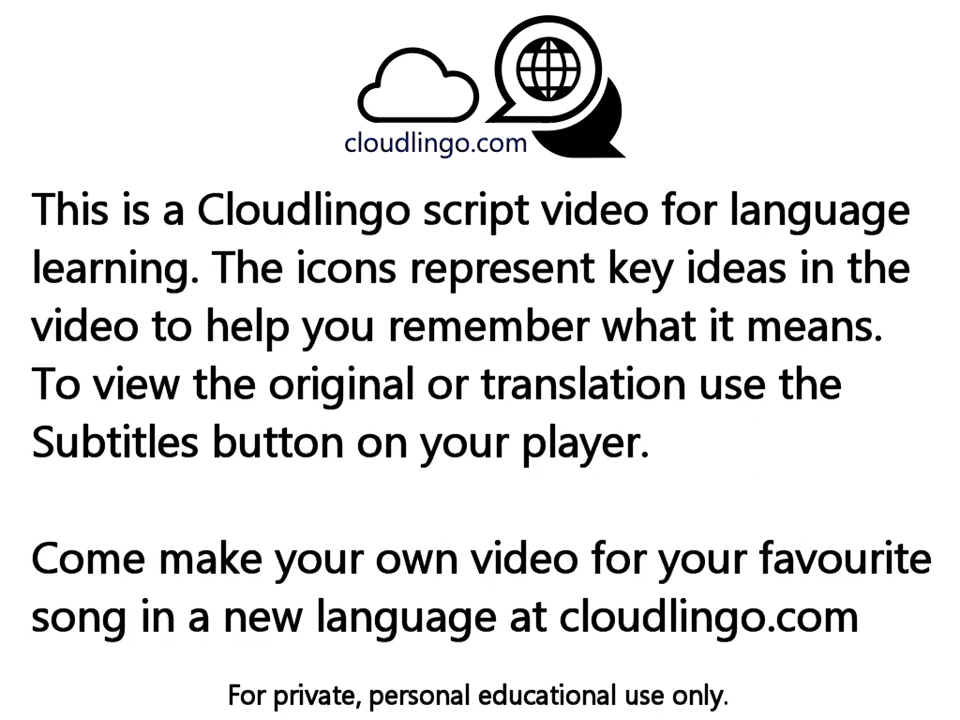 cloudlingo.com
This is a Cloudlingo script video for language
learning. The icons represent key ideas in the
video to help you remember what it means.
To view the original or translation use the
Subtitles button on your player.
Come make your own video for your favourite
song in a new language at cloudlingo.com
For private, personal educational use only.